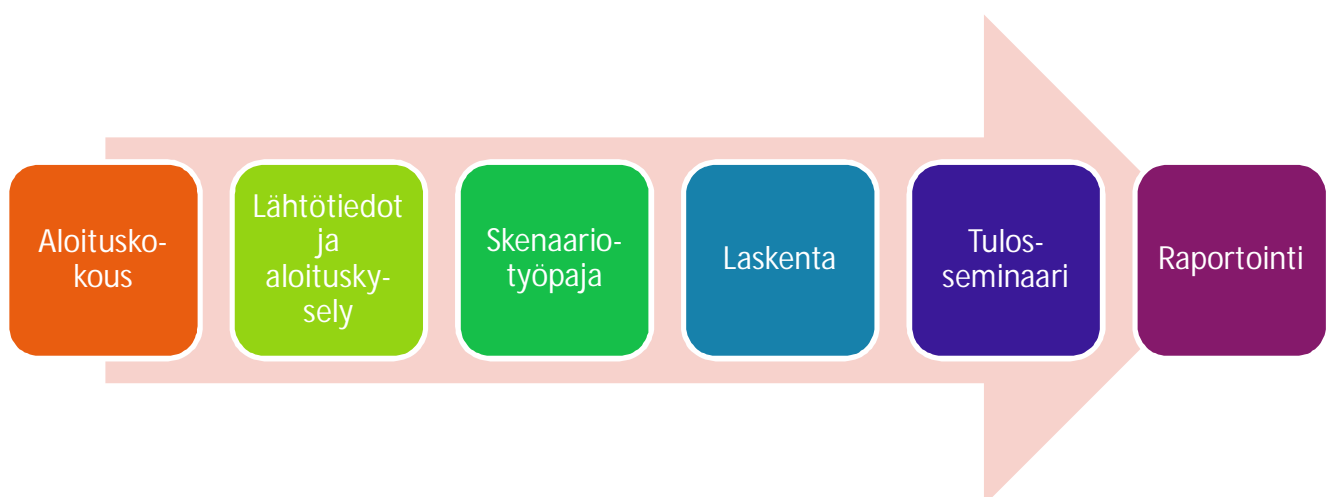 Aloitusko-
kous
Lähtötiedot
ja
aloitusky-
sely
Skenaario-
työpaja
Laskenta
Tulos-
seminaari
Raportointi